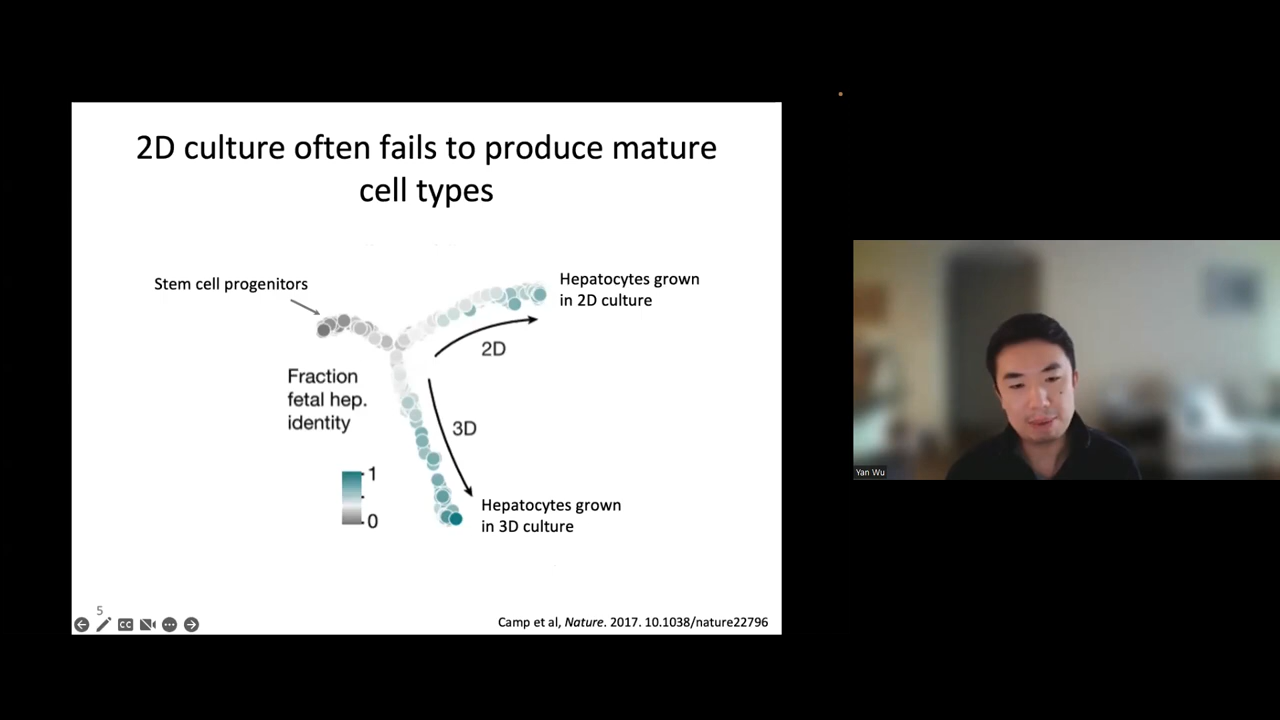 2D culture often fails to produce mature
cell types
Stem cell progenitors
Hepatocytes grown
in 2D culture
2D
Fraction
fetal hep.
identity
3D
1
0
Hepatocytes grown
in 3D culture
5
CC
Camp et al, Nature. 2017. 10.1038/nature22796
Yan Wu